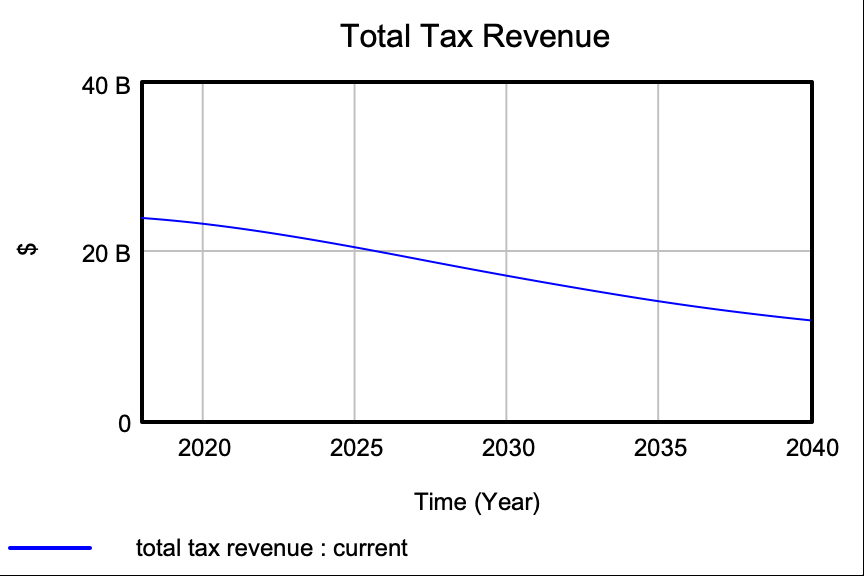 Total Tax Revenue
40 B
20 B
0
$
2020 2025 2030 2035 2040
Time (Year)
total tax revenue : current